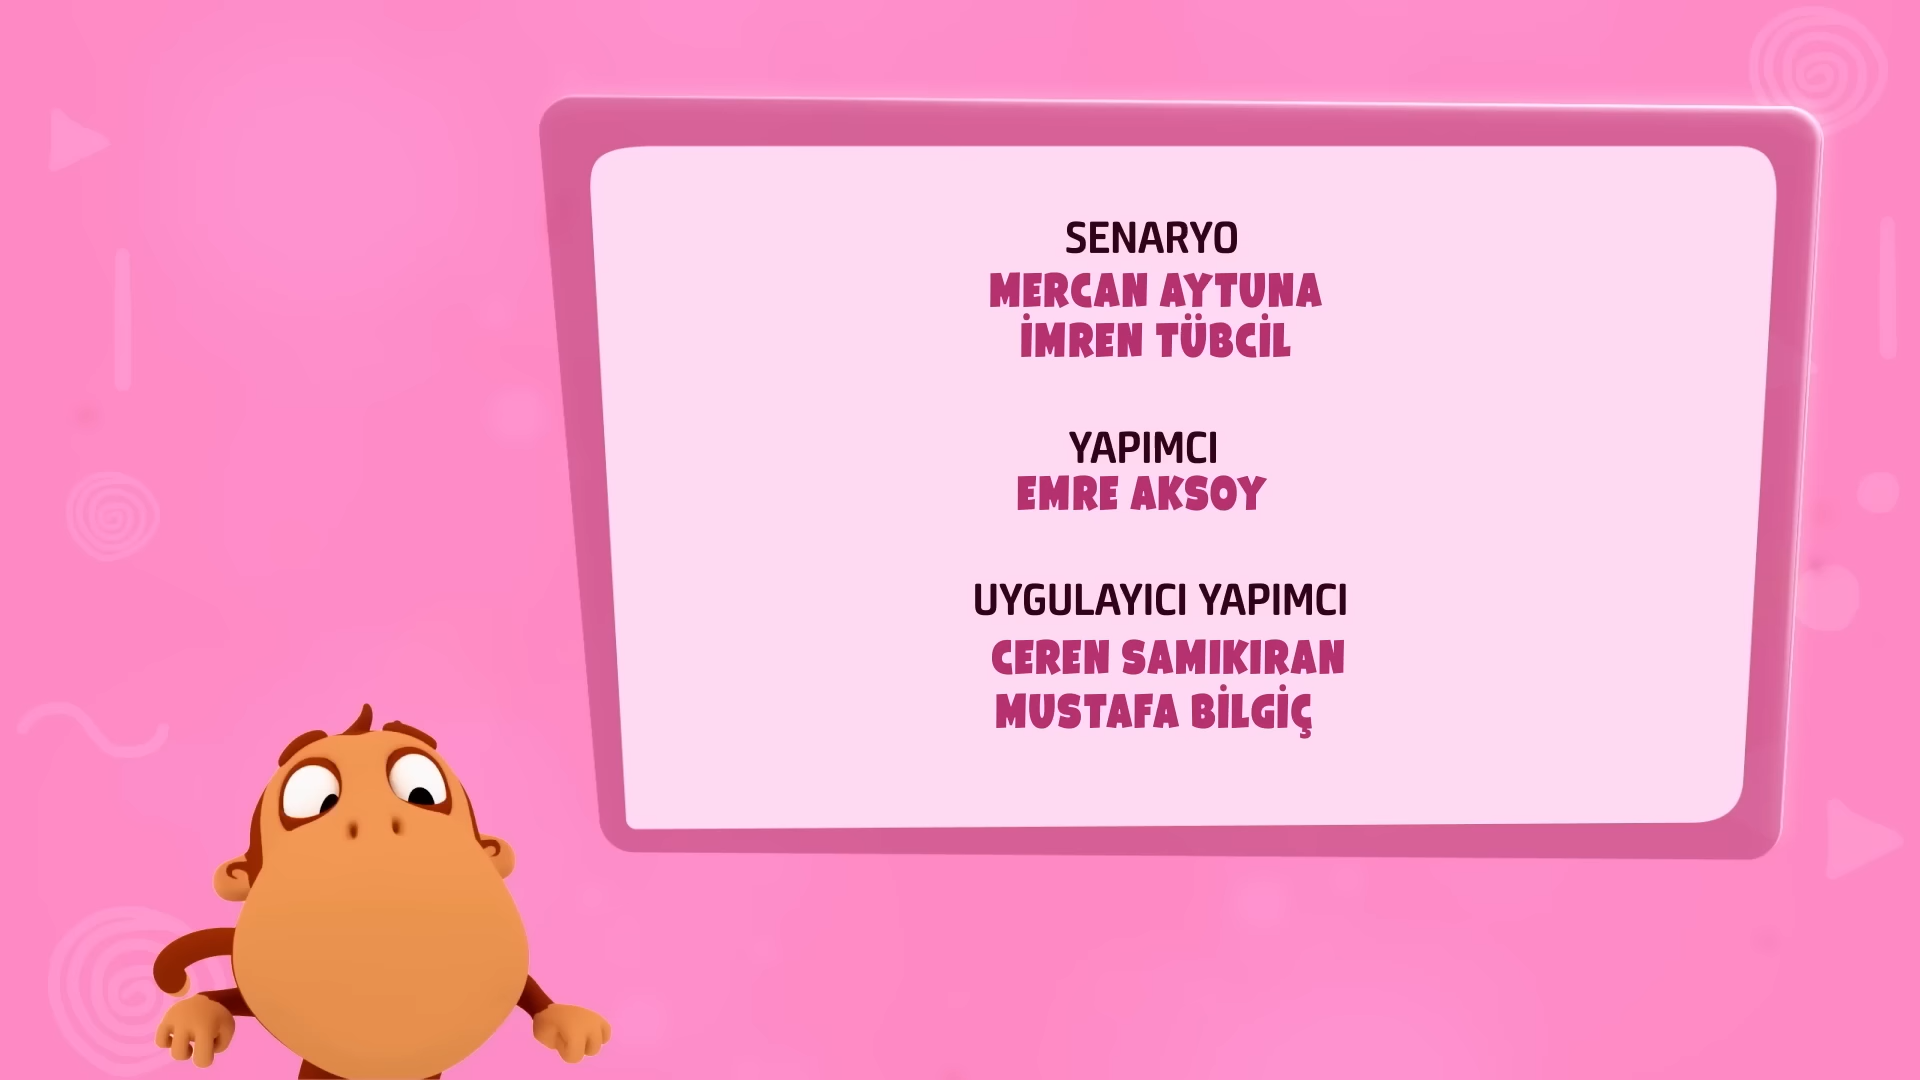 SENARYO
MERCAN AYTUNA
İMREN TÜBCİL
YAPIMCI
EMRE AKSOY
UYGULAYICI YAPIMCI
CEREN SAMIKIRAN
MUSTAFA BİLGİÇ